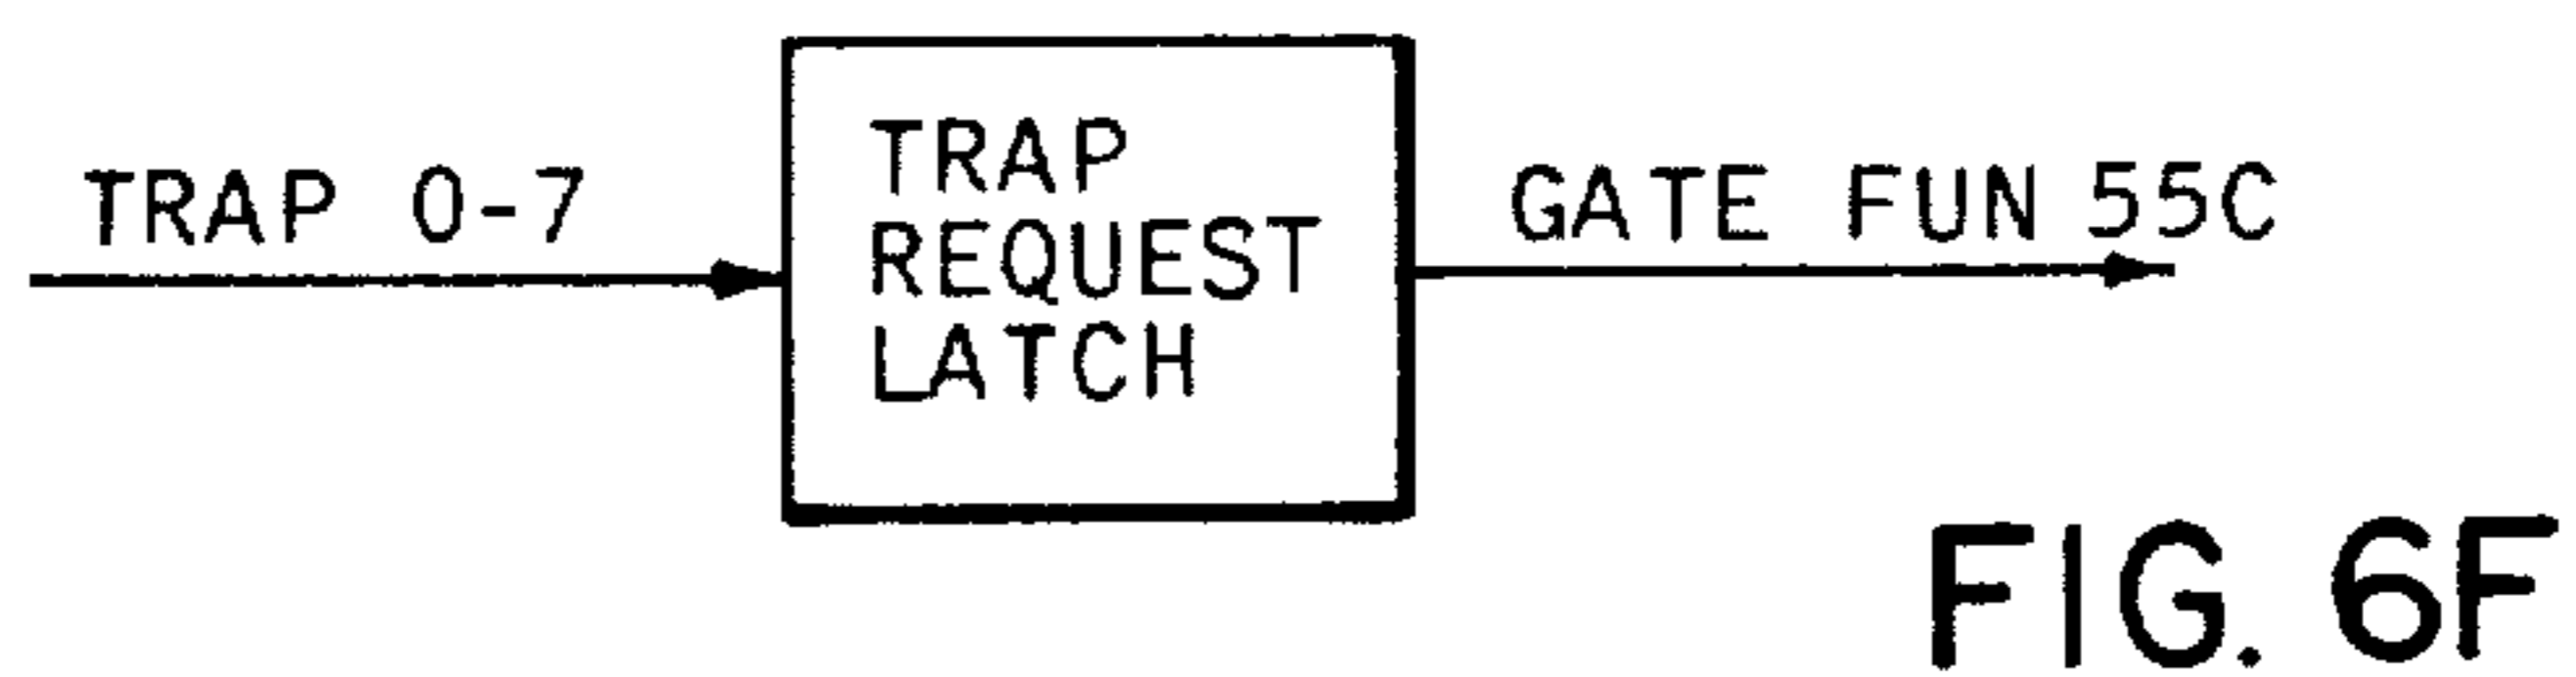 TRAP 0-7
TRAP
REQUEST
LATCH
GATE FUN 55C
FIG. 6F